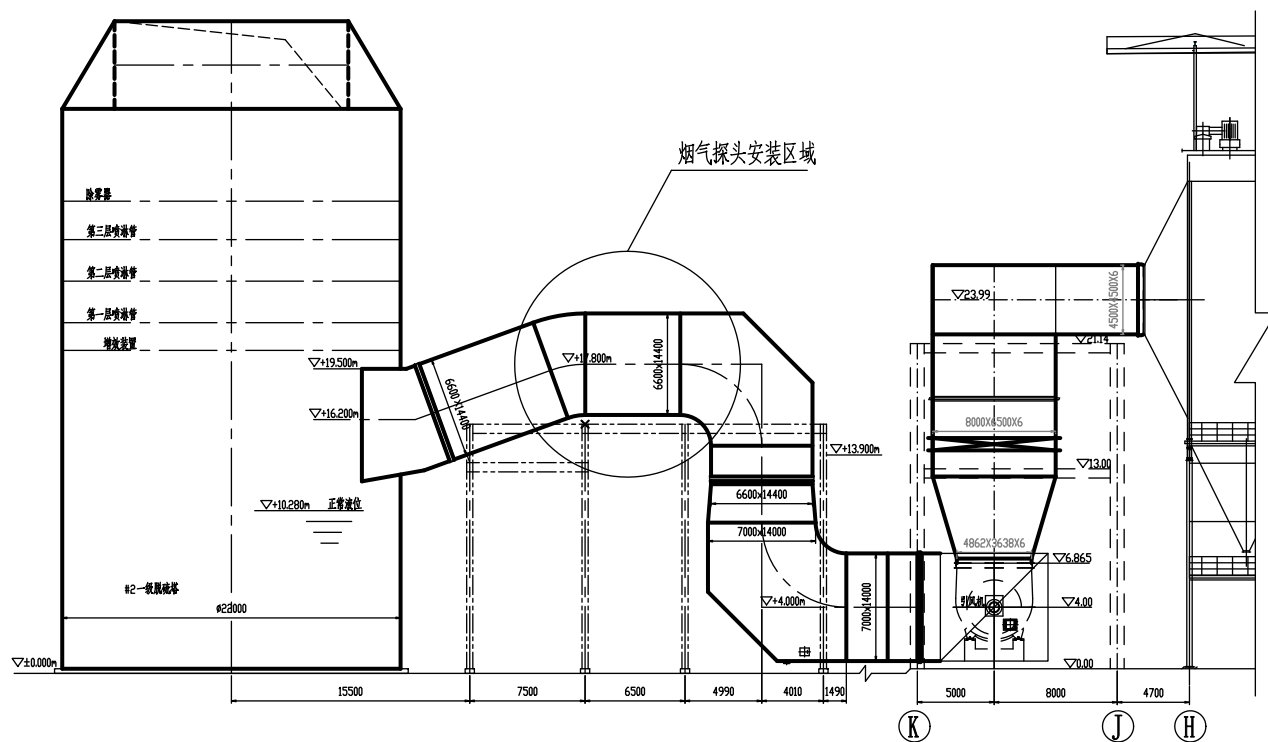 烟气探头安装区域
除雾器
第三层喷淋管
第二层喷淋管
第一层喷淋管
增效装置
▽+19.500m
▽+16.200m
▽+10.280m 正常液位
#2一级脱硫塔
ø22000
▽±0.000m
6600x14400
▽+17.800m
6600x14400
▽+13.900m
6600x14400
7000x14000
▽+4.000m
7000x14000
▽23.99
4500X4500X6
▽21.14
8000X6500X6
▽13.00
4862X3638X6
▽6.865
引风机
▽4.00
▽0.00
15500
7500
6500
4990
4010
1490
5000
8000
4700
K
J
H